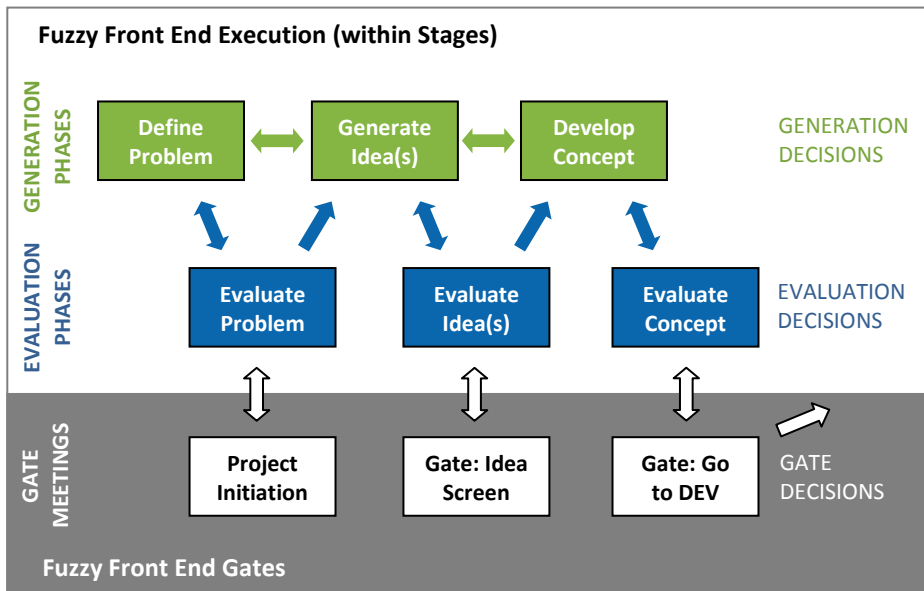 Fuzzy Front End Execution (within Stages)
GENERATION
PHASES
Define
Problem
Generate
Idea(s)
Develop
Concept
GENERATION
DECISIONS
EVALUATION
PHASES
Evaluate
Problem
Evaluate
Idea(s)
Evaluate
Concept
EVALUATION
DECISIONS
GATE
MEETINGS
Project
Initiation
Gate: Idea
Screen
Gate: Go
to DEV
GATE
DECISIONS
Fuzzy Front End Gates